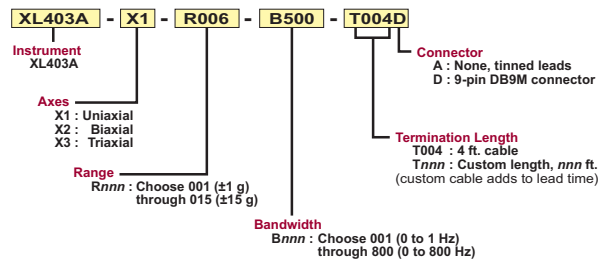 XL403A - X1 - R006 - B500 - T004D
Instrument
XL403A
Connector
A : None, tinned leads
D : 9-pin DB9M connector
Axes
X1 : Uniaxial
X2 : Biaxial
X3 : Triaxial
Termination Length
T004 : 4 ft. cable
Tnnn : Custom length, nnn ft.
(custom cable adds to lead time)
Range
Rnnn : Choose 001 (±1 g)
through 015 (±15 g)
Bandwidth
Bnnn : Choose 001 (0 to 1 Hz)
through 800 (0 to 800 Hz)